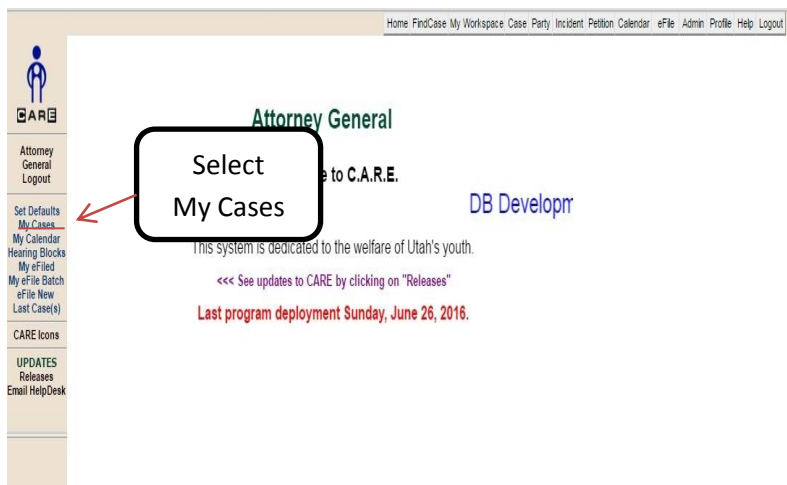 Home FindCase My Workspace Case Party Incident Petition Calendar eFile Admin Profile Help Logout
CARE
Attorney
General
Logout
Set Defaults
My Cases
My Calendar
Hearing Blocks
My eFiled
My eFile Batch
eFile New
Last Case(s)
CARE Icons
UPDATES
Releases
Email HelpDesk
Attorney General
Select
My Cases
to C.A.R.E.
DB Developm
This system is dedicated to the welfare of Utah's youth.
<<< See updates to CARE by clicking on "Releases"
Last program deployment Sunday, June 26, 2016.